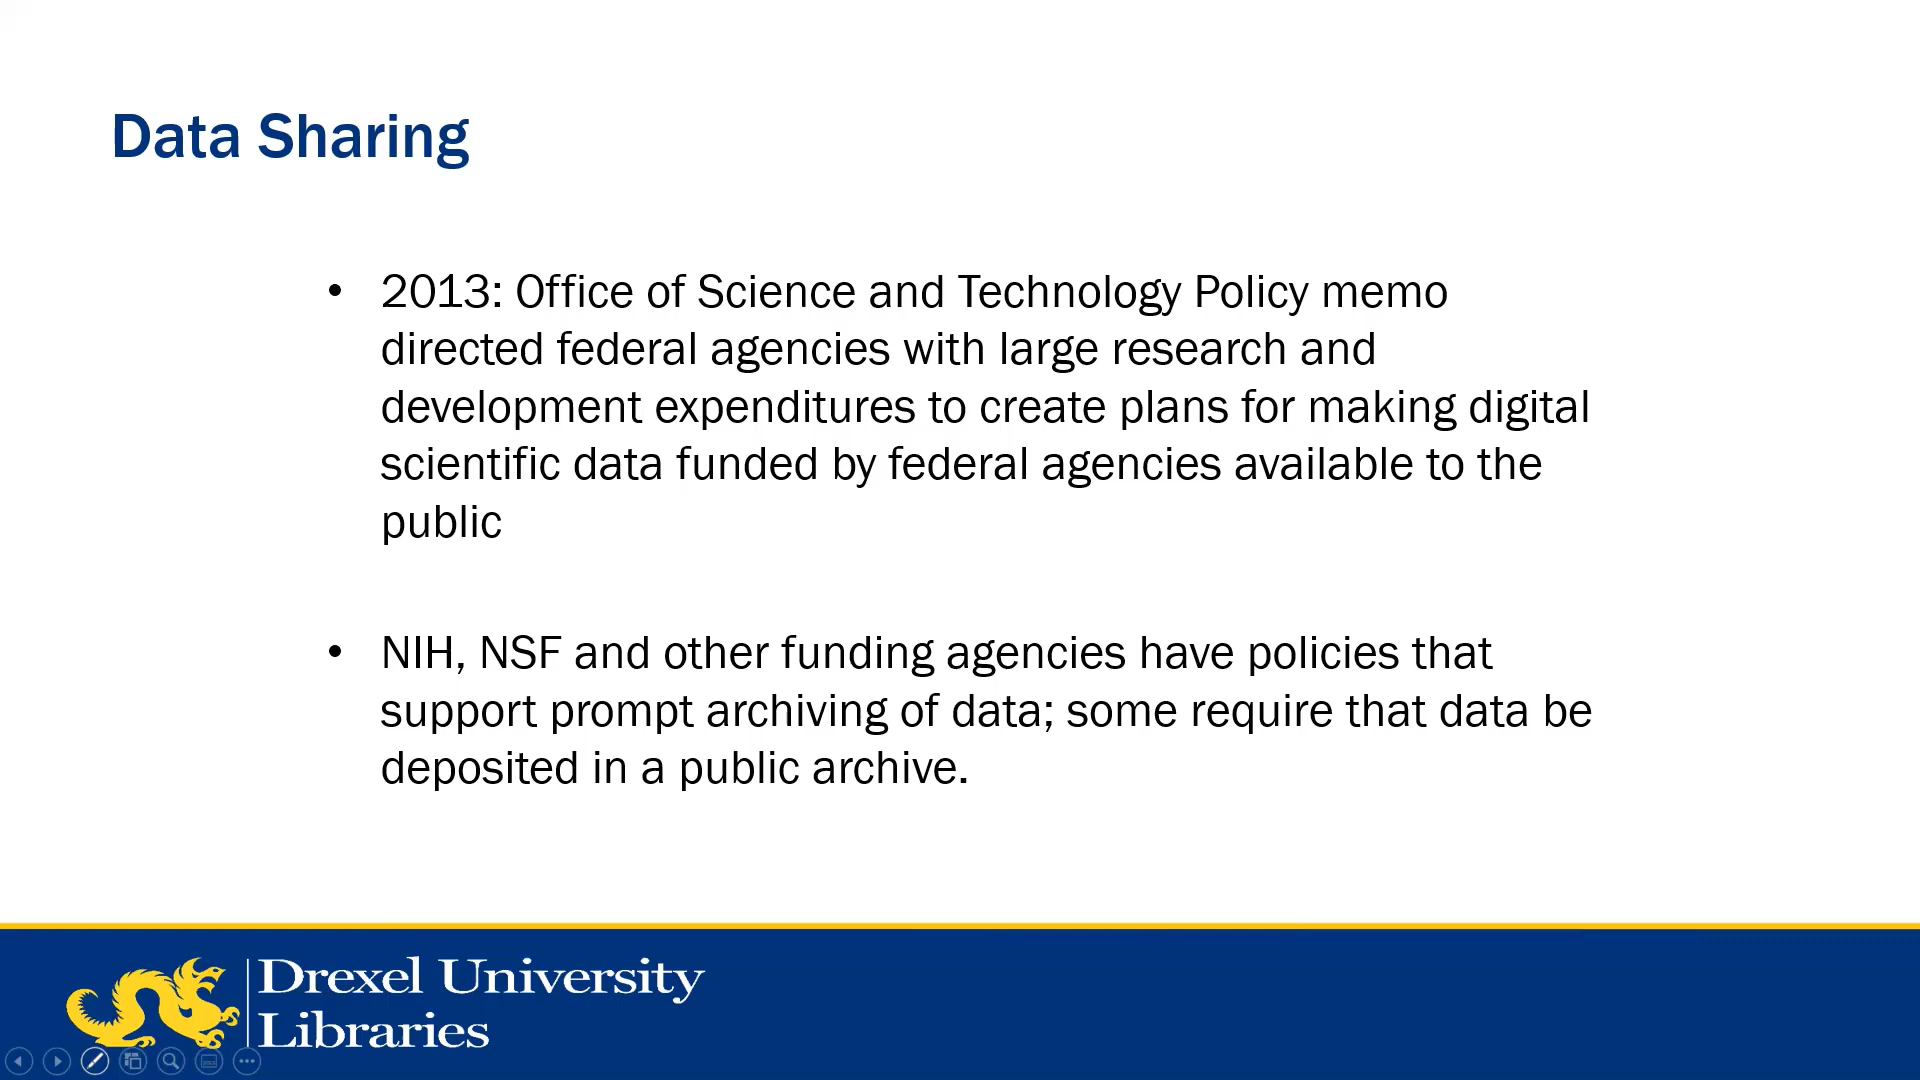 Data Sharing
• 2013: Office of Science and Technology Policy memo
directed federal agencies with large research and
development expenditures to create plans for making digital
scientific data funded by federal agencies available to the
public
• NIH, NSF and other funding agencies have policies that
support prompt archiving of data; some require that data be
deposited in a public archive.
Drexel University
Libraries